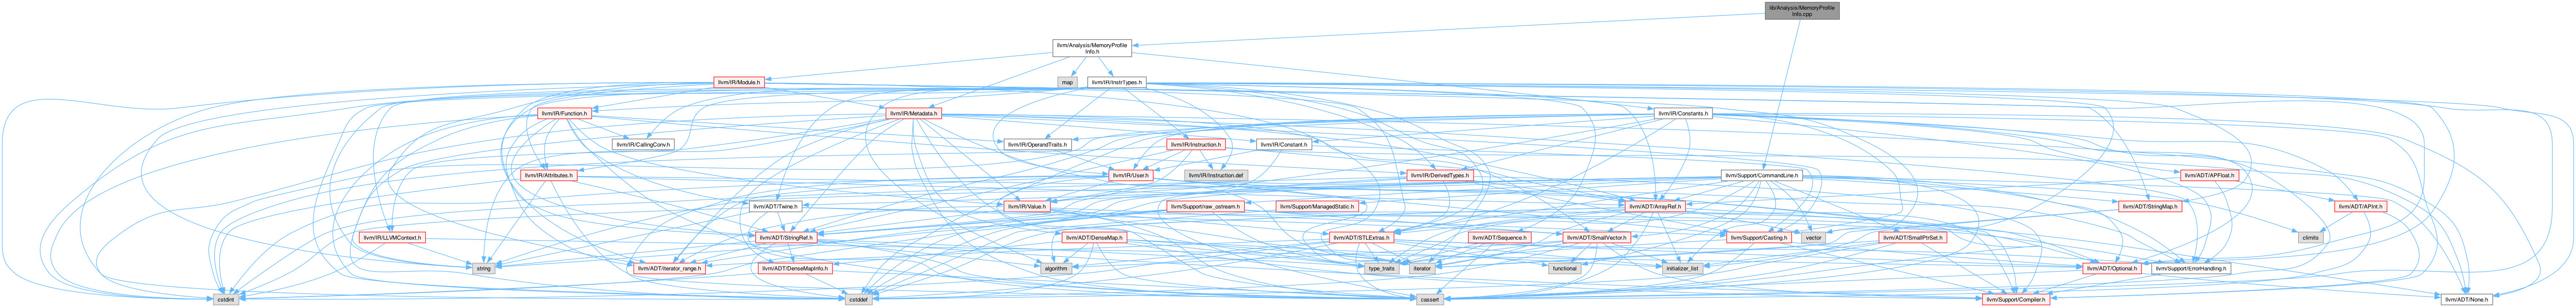 lib/Analysis/MemoryProfile
Info.cpp
llvm/Analysis/MemoryProfile
Info.h
llvm/IR/Module.h
map
llvm/IR/InstrTypes.h
llvm/IR/Function.h
llvm/IR/Metadata.h
llvm/IR/Constants.h
llvm/IR/CallingConv.h
llvm/IR/OperandTraits.h
llvm/IR/Instruction.h
llvm/IR/Constant.h
llvm/IR/Attributes.h
llvm/IR/User.h
llvm/IR/Instruction.def
llvm/IR/DerivedTypes.h
llvm/Support/CommandLine.h
llvm/ADT/APFloat.h
llvm/ADT/Twine.h
llvm/IR/Value.h
llvm/Support/raw_ostream.h
llvm/Support/ManagedStatic.h
llvm/ADT/ArrayRef.h
llvm/ADT/StringMap.h
llvm/ADT/APInt.h
llvm/IR/LLVMContext.h
llvm/ADT/StringRef.h
llvm/ADT/DenseMap.h
llvm/ADT/STLExtras.h
llvm/ADT/Sequence.h
llvm/ADT/SmallVector.h
llvm/Support/Casting.h
vector
llvm/ADT/SmallPtrSet.h
climits
string
llvm/ADT/iterator_range.h
llvm/ADT/DenseMapInfo.h
algorithm
type_traits
iterator
functional
initializer_list
llvm/ADT/Optional.h
llvm/Support/ErrorHandling.h
cstdint
cstddef
cassert
llvm/Support/Compiler.h
llvm/ADT/None.h